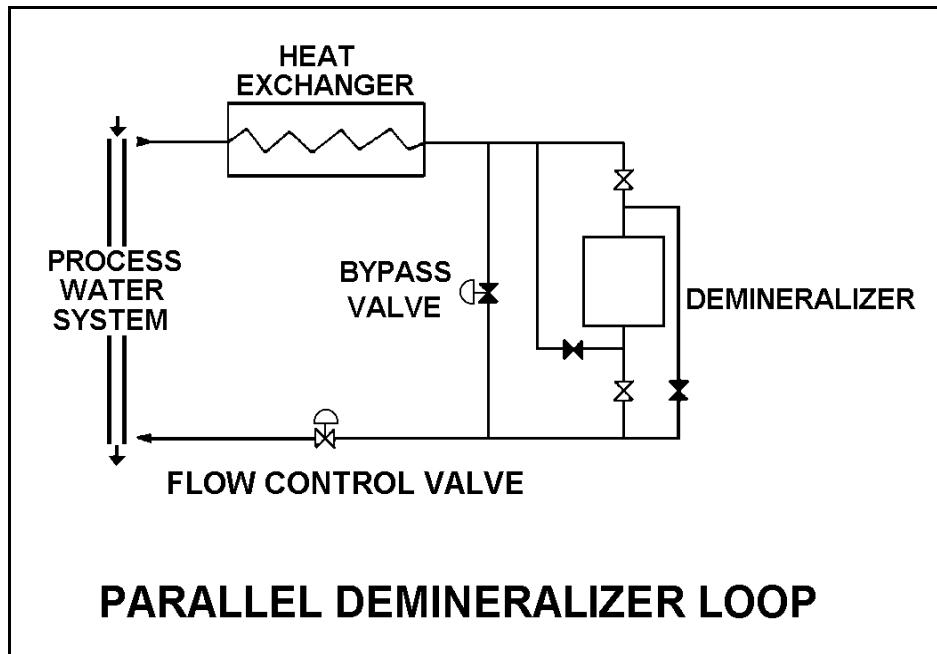 HEAT
EXCHANGER
PROCESS
WATER
SYSTEM
BYPASS
VALVE
DEMINERALIZER
FLOW CONTROL VALVE
PARALLEL DEMINERALIZER LOOP